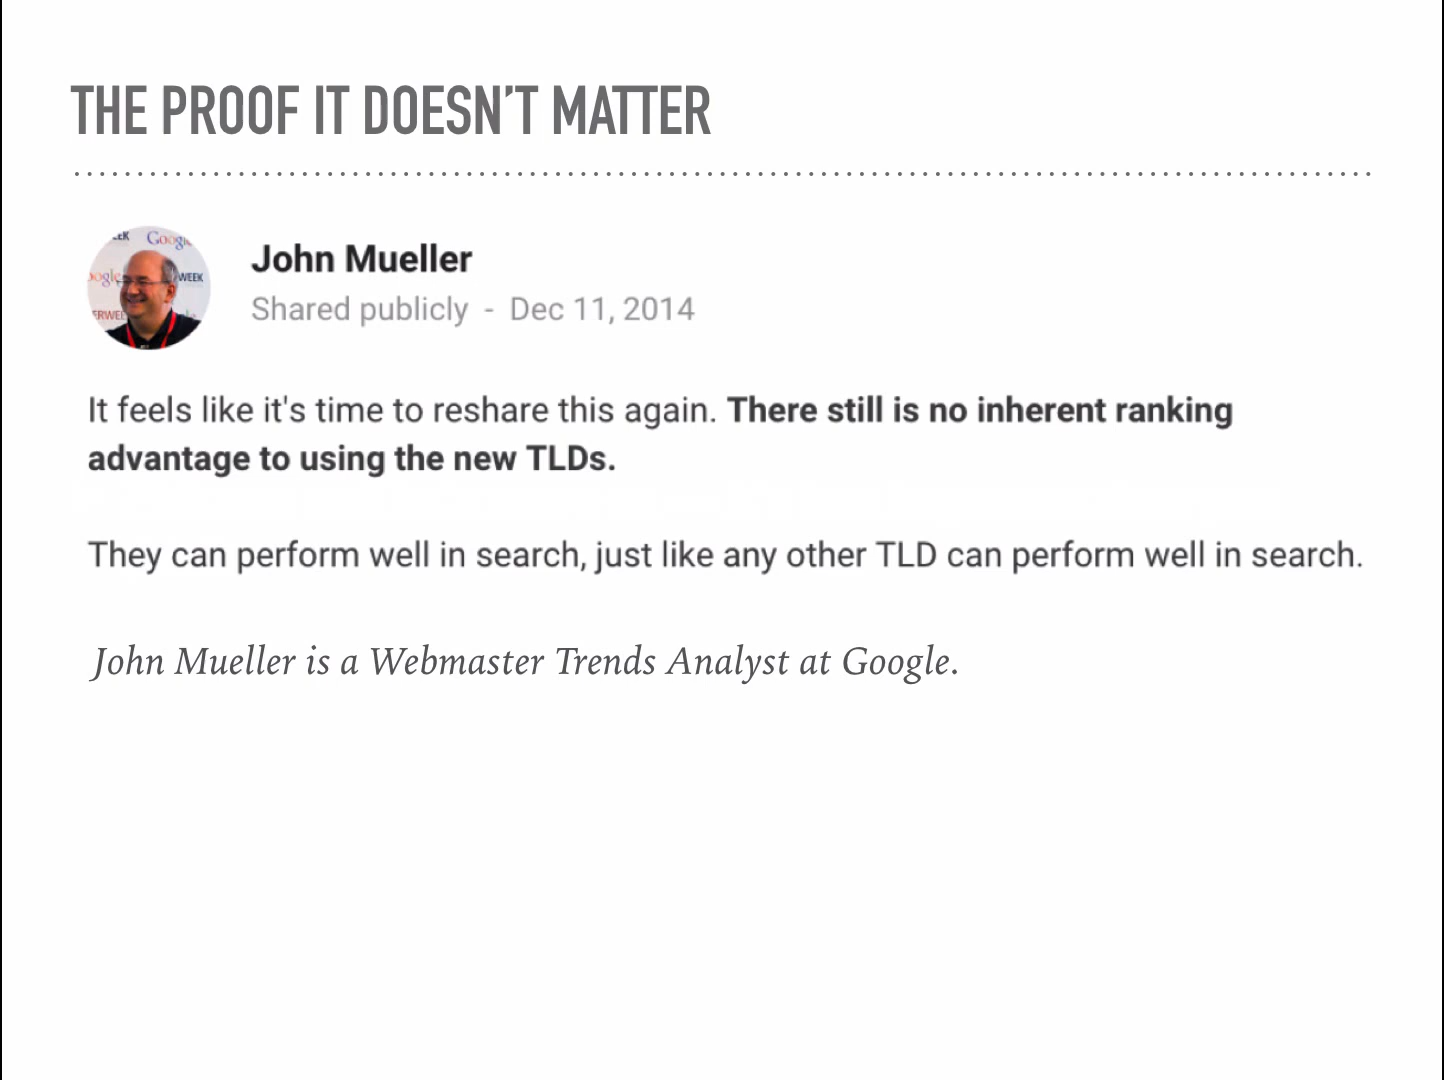 THE PROOF IT DOESN’T MATTER
John Mueller
Shared publicly - Dec 11, 2014
It feels like it's time to reshare this again. There still is no inherent ranking
advantage to using the new TLDs.
They can perform well in search, just like any other TLD can perform well in search.
John Mueller is a Webmaster Trends Analyst at Google.